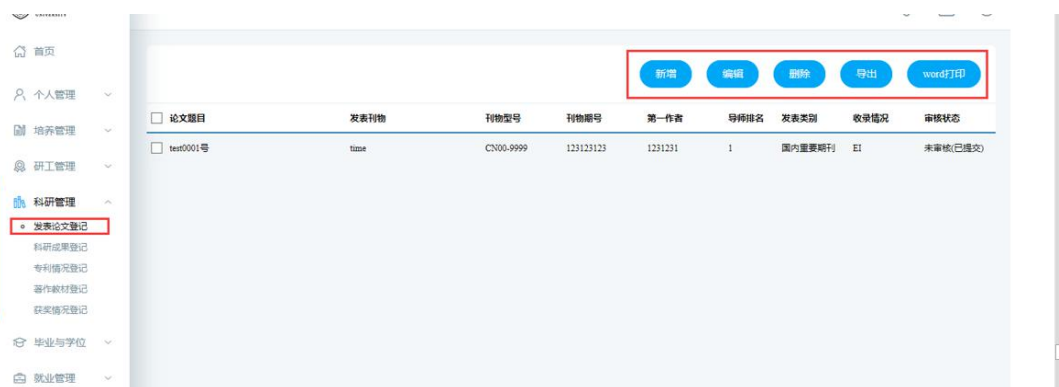 首页
个人管理
培养管理
研工管理
科研管理
发表论文登记
科研成果登记
专利情况登记
著作教材登记
获奖情况登记
毕业与学位
就业管理
新增 编辑 删除 导出 word打印
论文题目 发表刊物 刊物型号 刊物期号 第一作者 导师排名 发表类别 收录情况 审核状态
test0001号 time CN00-9999 123123123 1231231 1 国内重要期刊 EI 未审核(已提交)